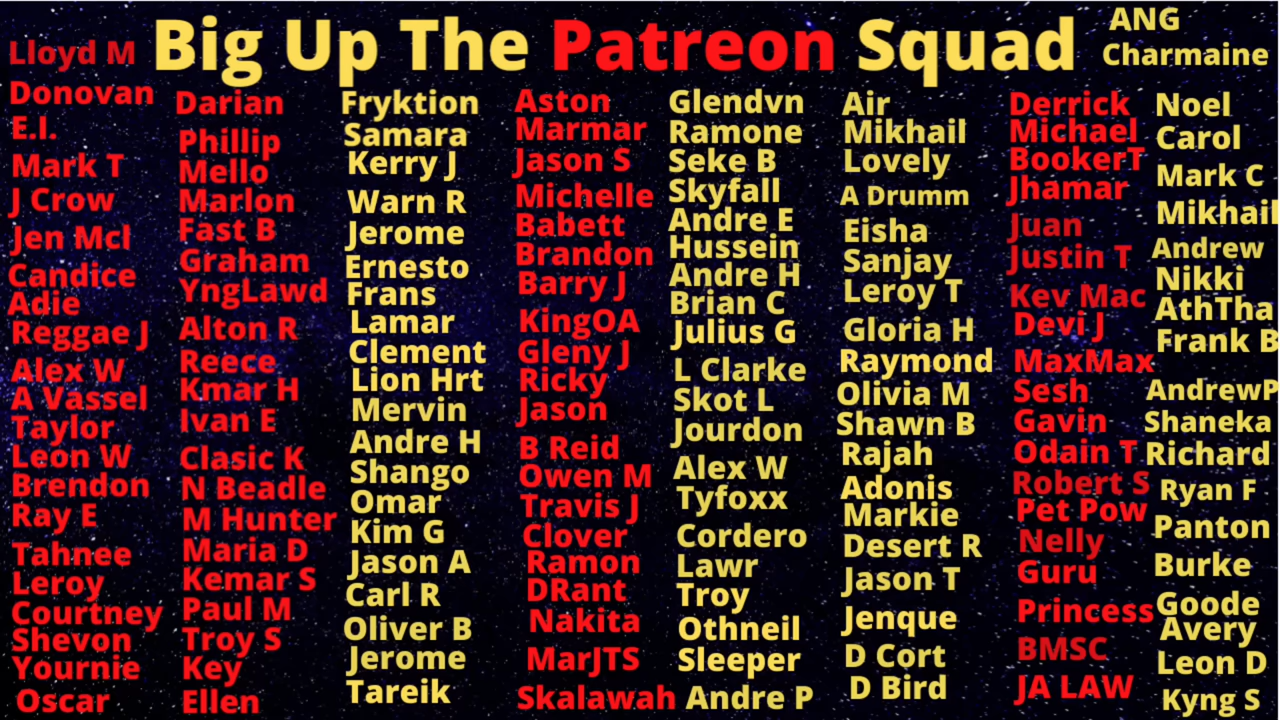 Big Up The Patreon Squad
Lloyd M
Donovan
E.I.
Mark T
J Crow
Jen Mcl
Candice
Adie
Reggae J
Alex W
A Vassel
Taylor
Leon W
Brendon
Ray E
Tahnee
Leroy
Courtney
Shevon
Yournie
Oscar
Darian
Phillip
Mello
Marlon
Fast B
Graham
YngLawd
Alton R
Reece
Kmar H
Ivan E
Clasic K
N Beadle
M Hunter
Maria D
Kemar S
Paul M
Troy S
Key
Ellen
Fryktion
Samara
Kerry J
Warn R
Jerome
Ernesto
Frans
Lamar
Clement
Lion Hrt
Mervin
Andre H
Shango
Omar
Kim G
Jason A
Carl R
Oliver B
Jerome
Tareik
Aston
Marmar
Jason S
Michelle
Babett
Brandon
Barry J
KingOA
Gleny J
Ricky
Jason
B Reid
Owen M
Travis J
Clover
Ramon
DRant
Nakita
MarJTS
Skalawah
Glendvn
Ramone
Seke B
Skyfall
Andre E
Hussein
Andre H
Brian C
Julius G
L Clarke
Skot L
Jourdon
Alex W
Tyfoxx
Cordero
Lawr
Troy
Othneil
Sleeper
Andre P
Air
Mikhail
Lovely
A Drumm
Eisha
Sanjay
Leroy T
Gloria H
Raymond
Olivia M
Shawn B
Rajah
Adonis
Markie
Desert R
Jason T
Jenque
D Cort
D Bird
Derrick
Michael
BookerT
Jhamar
Juan
Justin T
Kev Mac
Devi J
MaxMax
Sesh
Gavin
Odain T
Robert S
Pet Pow
Nelly
Guru
Princess
BMSC
JA LAW
ANG
Charmaine
Noel
Carol
Mark C
Mikhail
Andrew
Nikki
AthTha
Frank B
AndrewP
Shaneka
Richard
Ryan F
Panton
Burke
Goode
Avery
Leon D
Kyng S